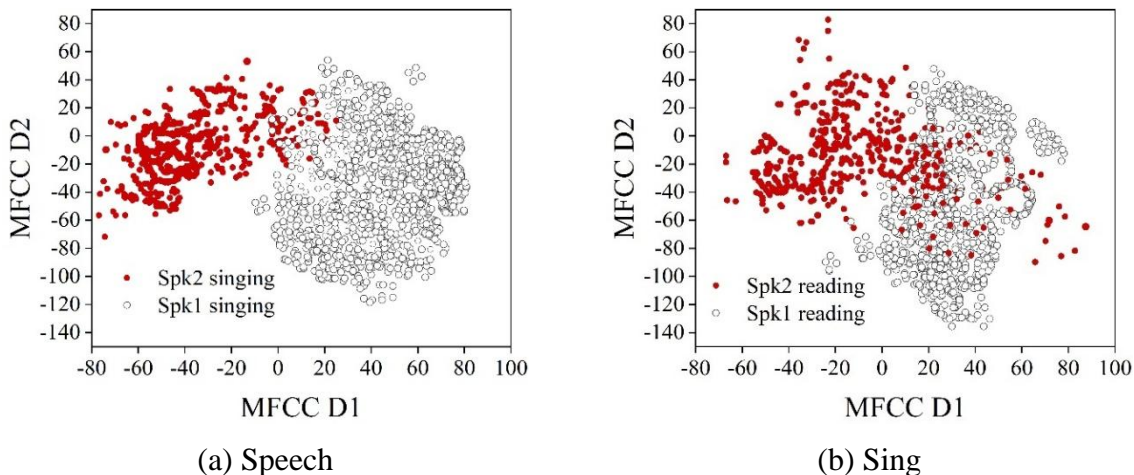 MFCC D2
80
60
40
20
0
-20
-40
-60
-80
-100
-120
-140
Spk2 singing
Spk1 singing
-80 -60 -40 -20 0 20 40 60 80 100
MFCC D1
(a) Speech
MFCC D2
80
60
40
20
0
-20
-40
-60
-80
-100
-120
-140
Spk2 reading
Spk1 reading
-80 -60 -40 -20 0 20 40 60 80 100
MFCC D1
(b) Sing